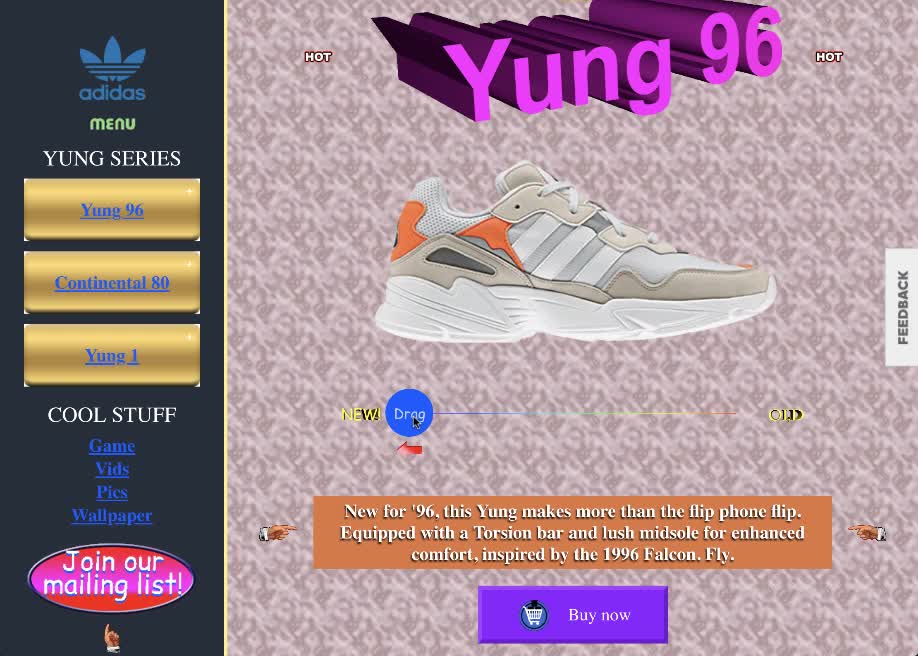 adidas
MENU
YUNG SERIES
Yung 96
Continental 80
Yung 1
COOL STUFF
Game
Vids
Pics
Wallpaper
Join our
mailing list!
Yung 96
HOT
HOT
NEW!
Drag
OLD
New for '96, this Yung makes more than the flip phone flip.
Equipped with a Torsion bar and lush midsole for enhanced
comfort, inspired by the 1996 Falcon. Fly.
Buy now
FEEDBACK